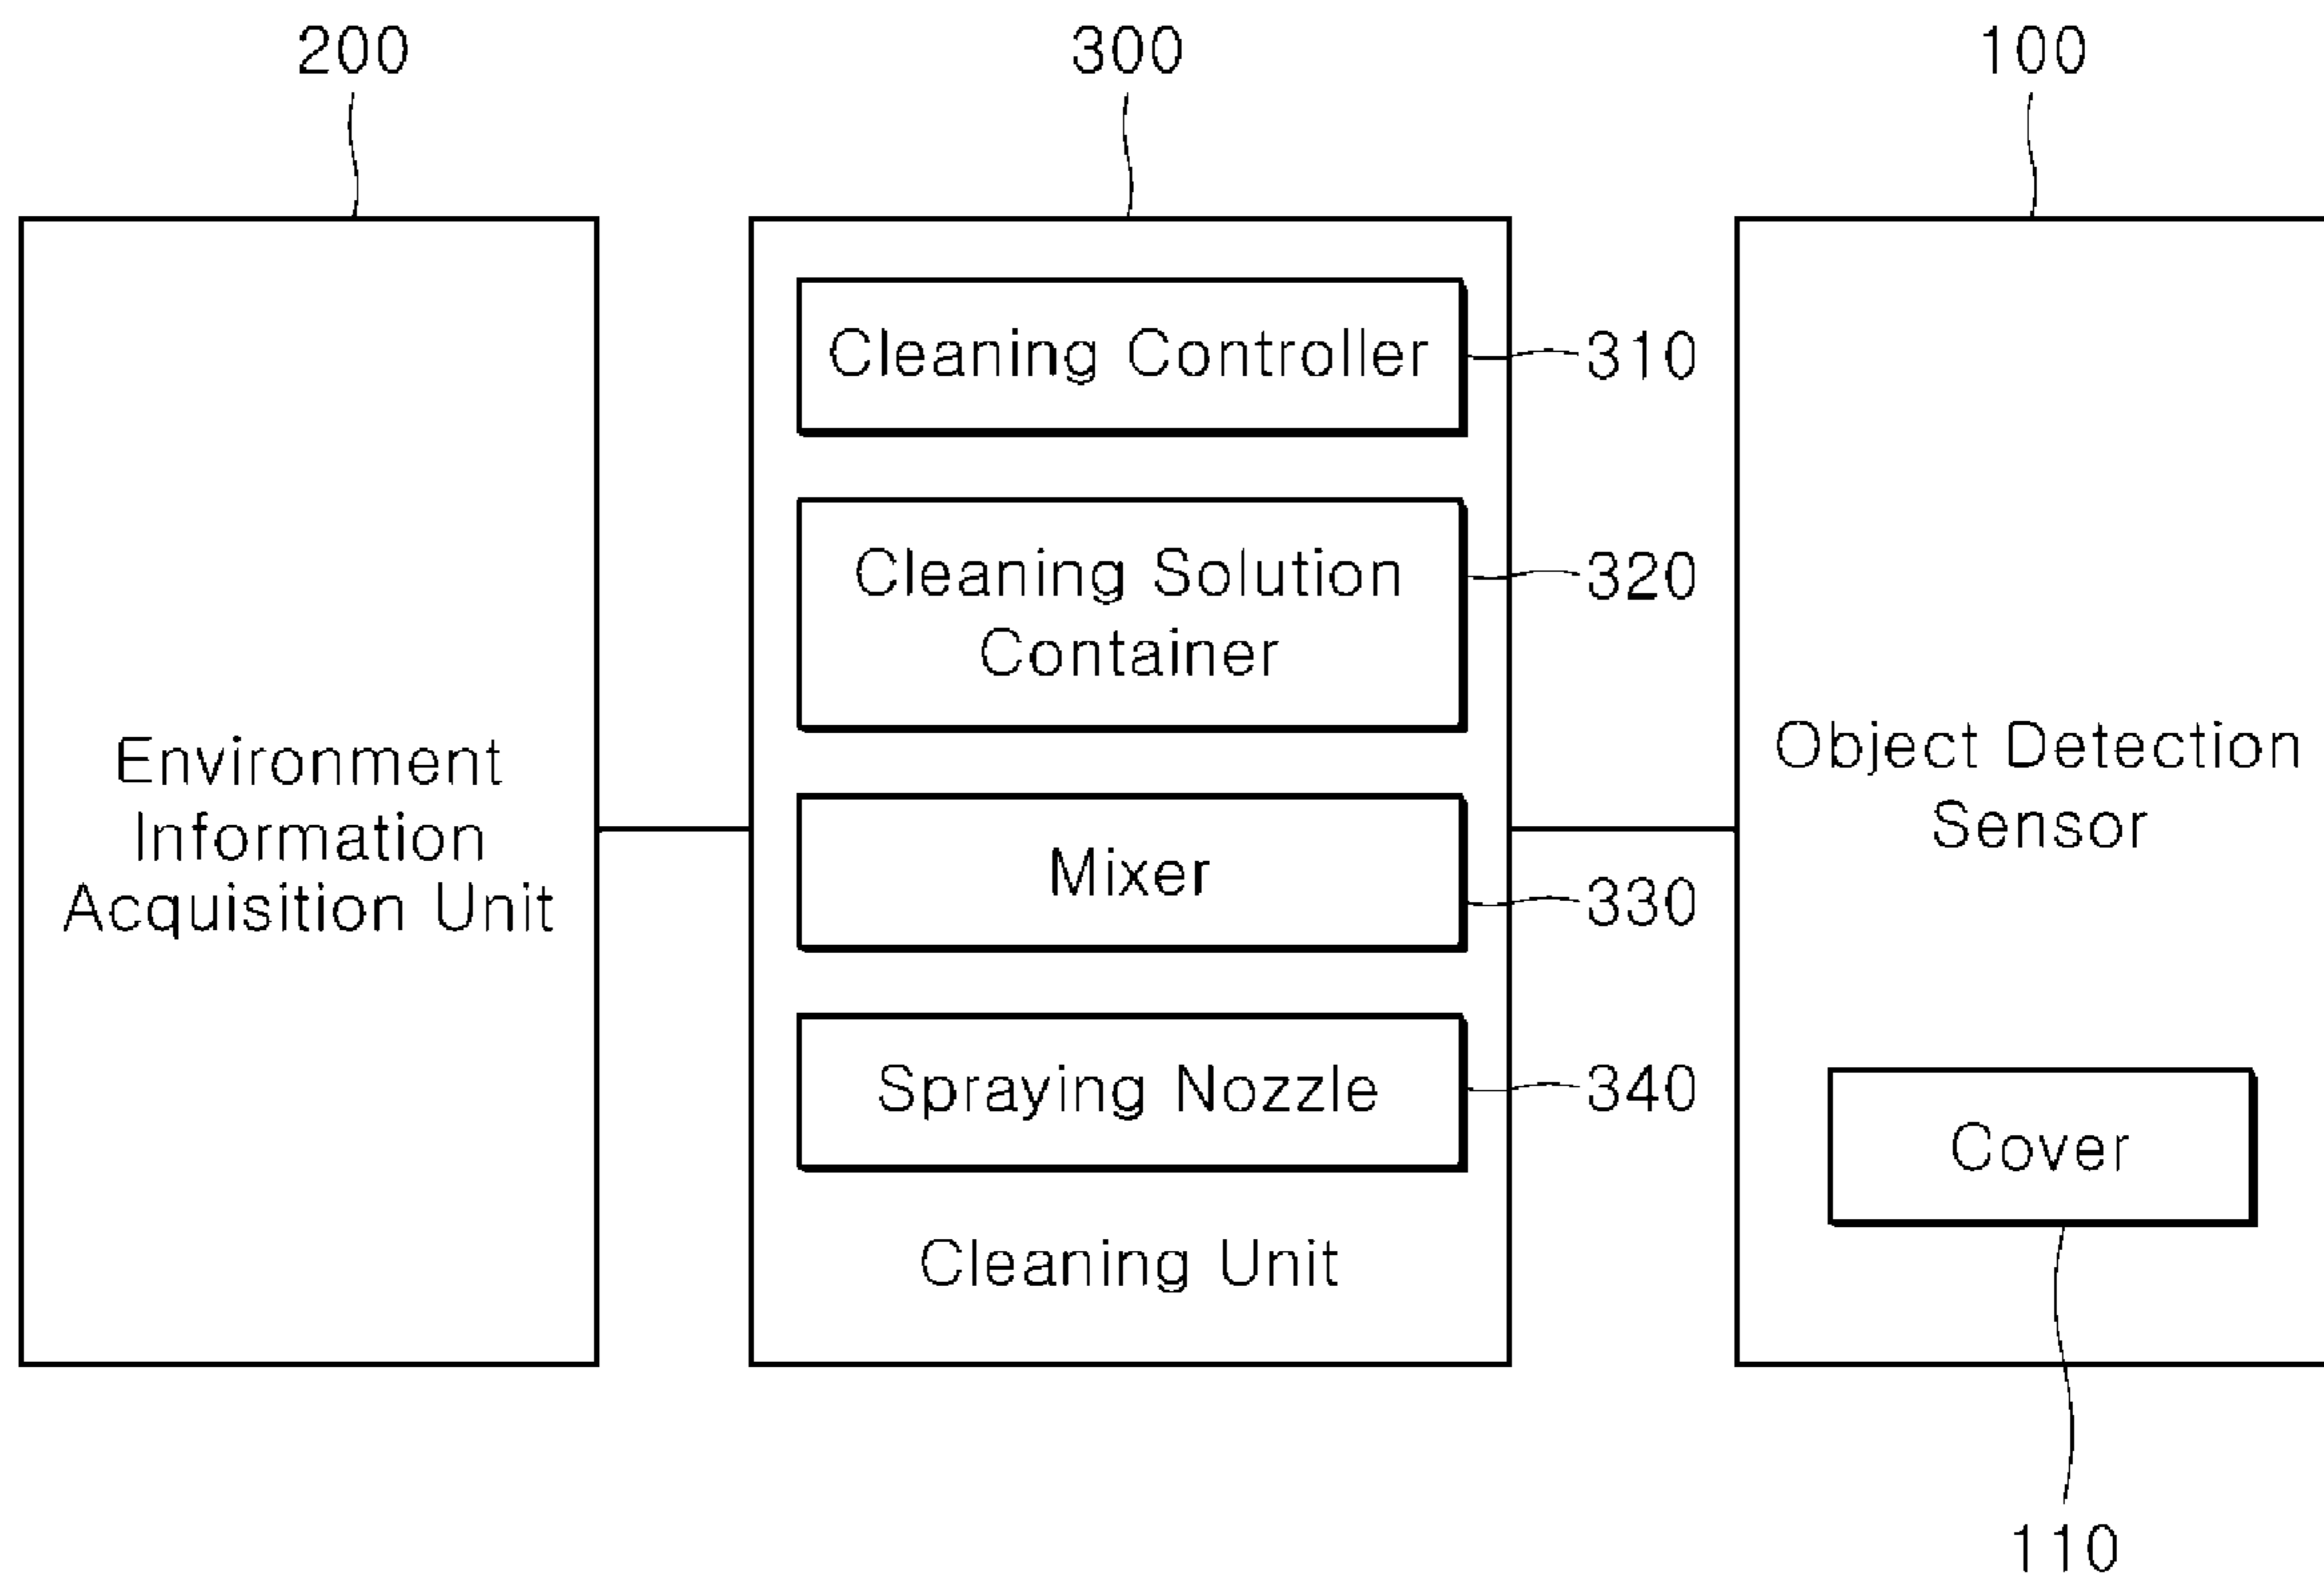 200
300
100
Environment
Information
Acquisition Unit
Cleaning Controller
310
Cleaning Solution
Container
320
Mixer
330
Spraying Nozzle
340
Cleaning Unit
Object Detection
Sensor
Cover
110